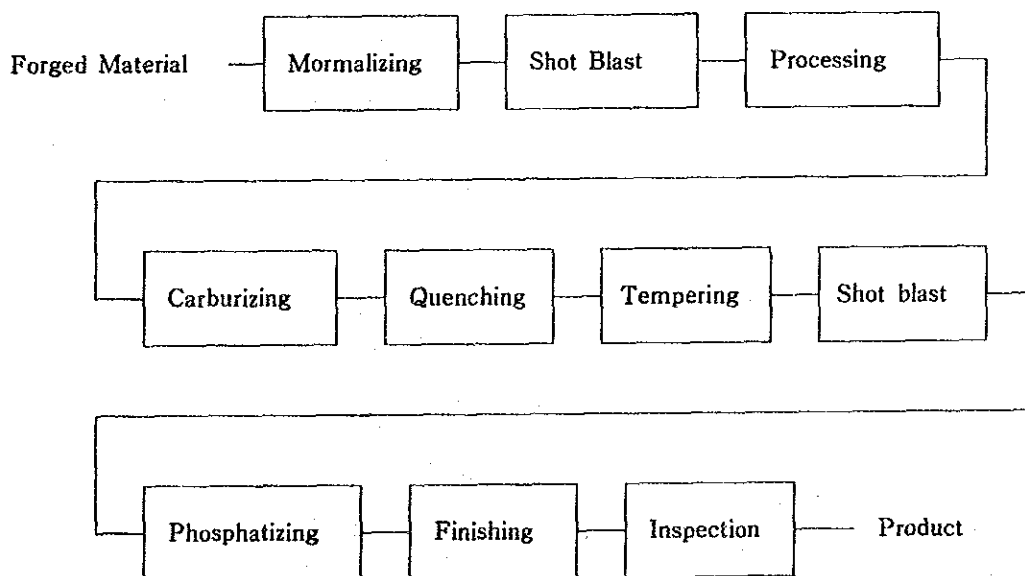 Forged Material Mormalizing Shot Blast Processing
Carburizing Quenching Tempering Shot blast
Phosphatizing Finishing Inspection Product